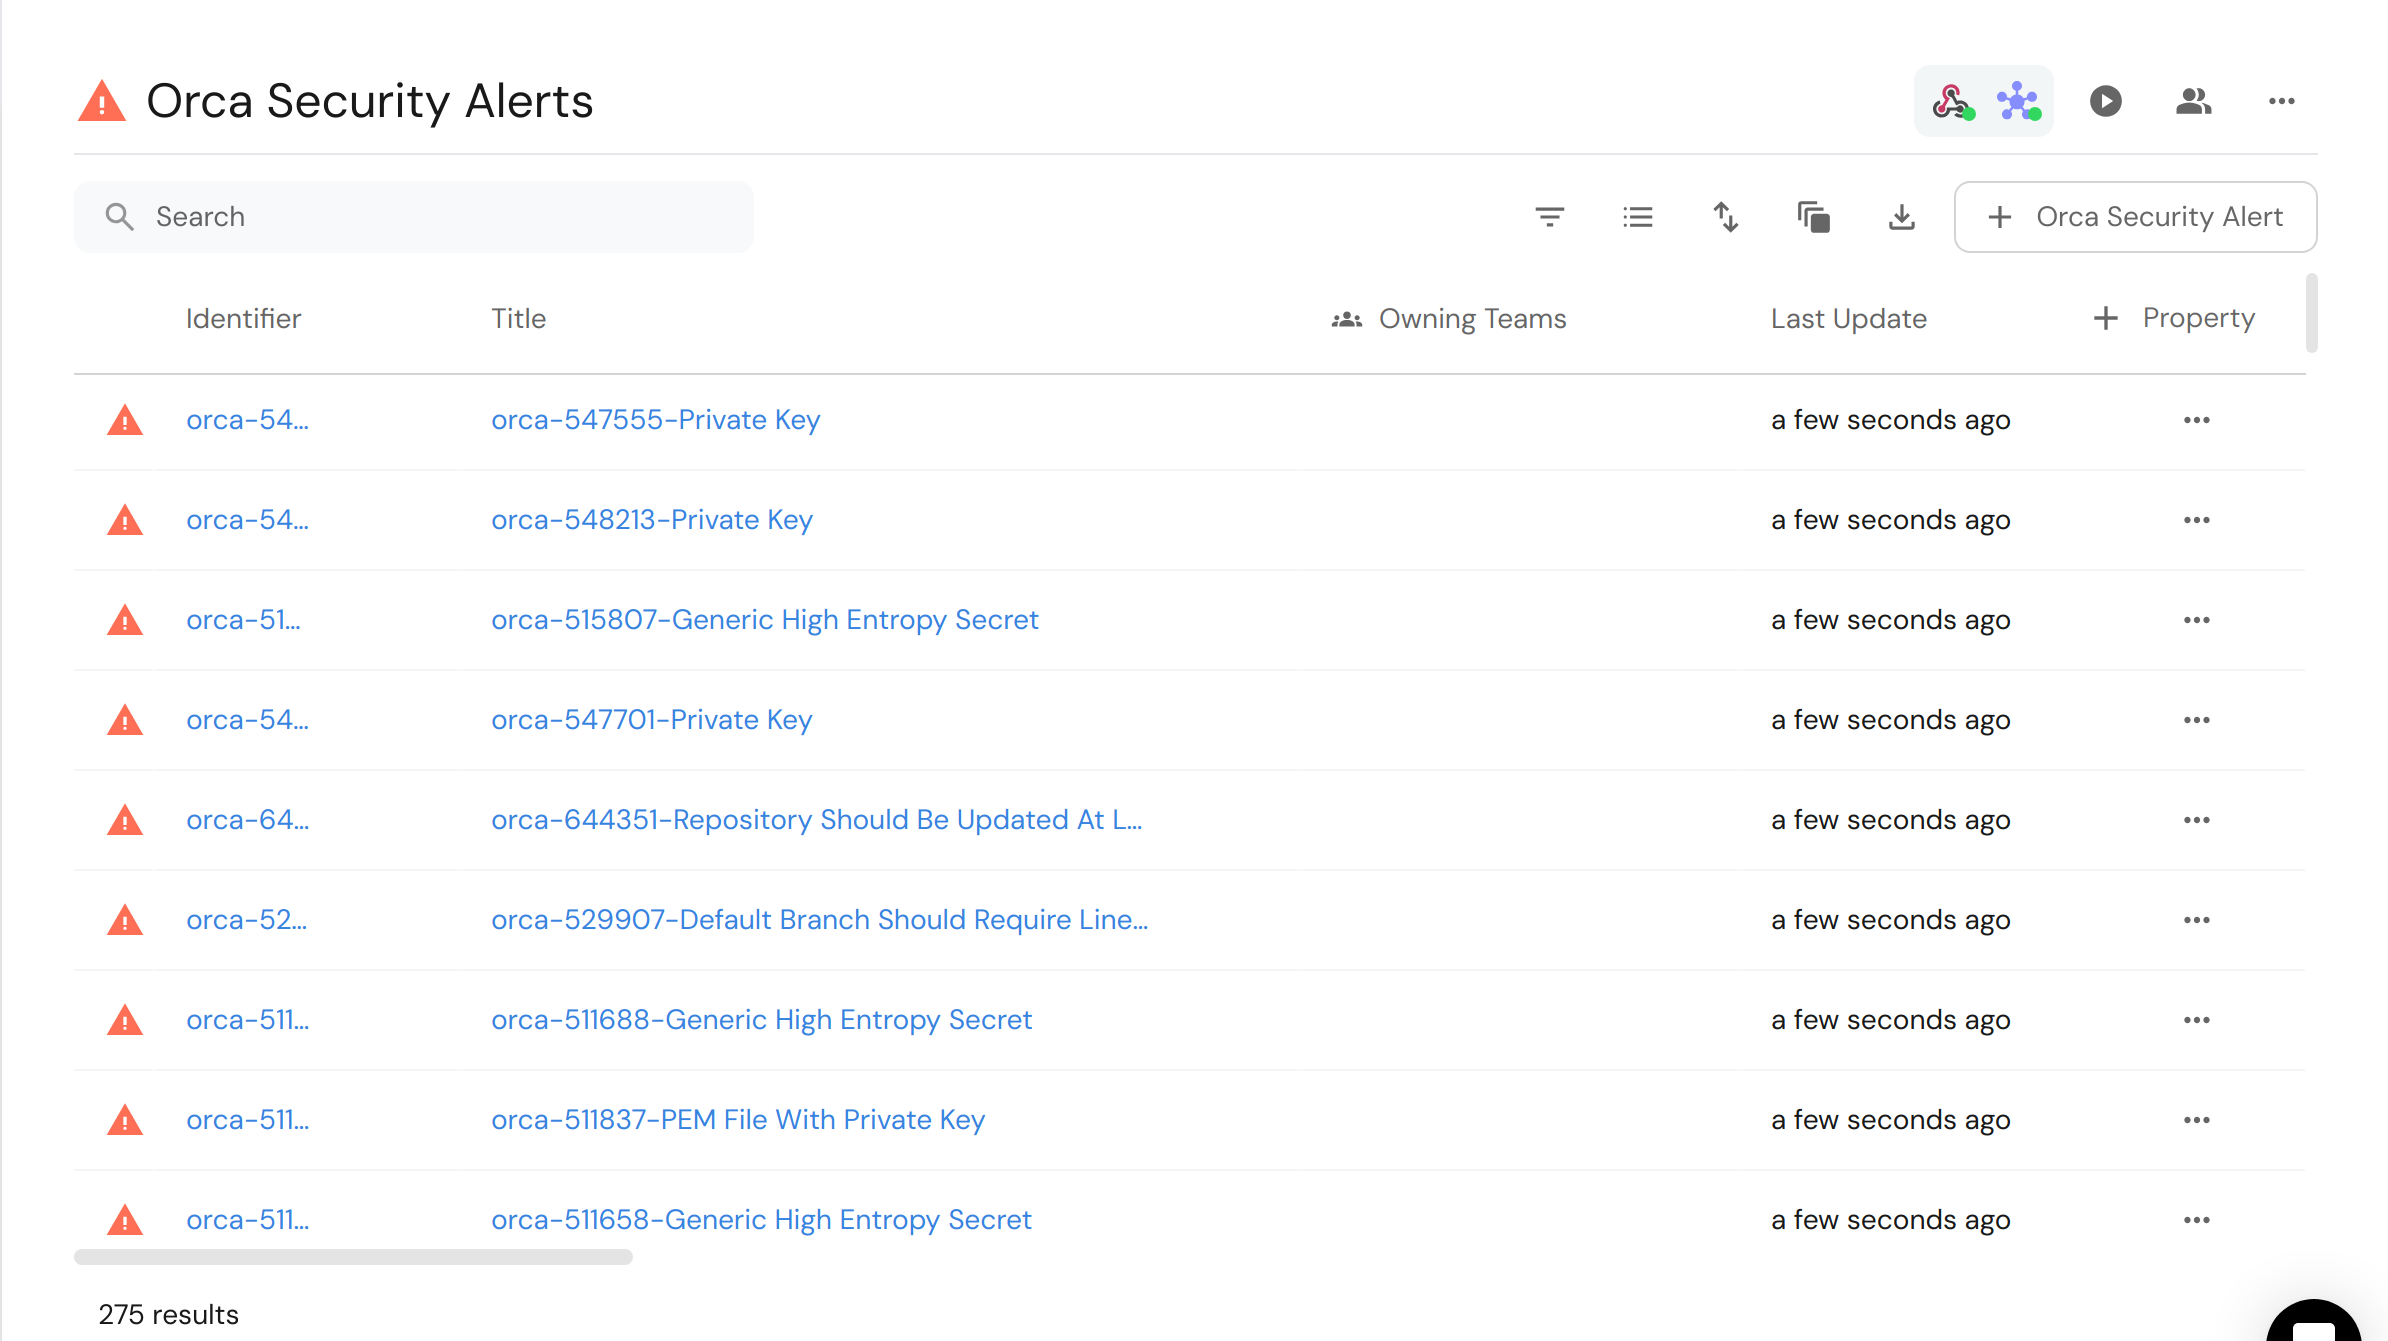 Orca Security Alerts
Search
+ Orca Security Alert
Identifier Title Owning Teams Last Update + Property
orca-54... orca-547555-Private Key a few seconds ago
orca-54... orca-548213-Private Key a few seconds ago
orca-51... orca-515807-Generic High Entropy Secret a few seconds ago
orca-54... orca-547701-Private Key a few seconds ago
orca-64... orca-644351-Repository Should Be Updated At L... a few seconds ago
orca-52... orca-529907-Default Branch Should Require Line... a few seconds ago
orca-511... orca-511688-Generic High Entropy Secret a few seconds ago
orca-511... orca-511837-PEM File With Private Key a few seconds ago
orca-511... orca-511658-Generic High Entropy Secret a few seconds ago
275 results